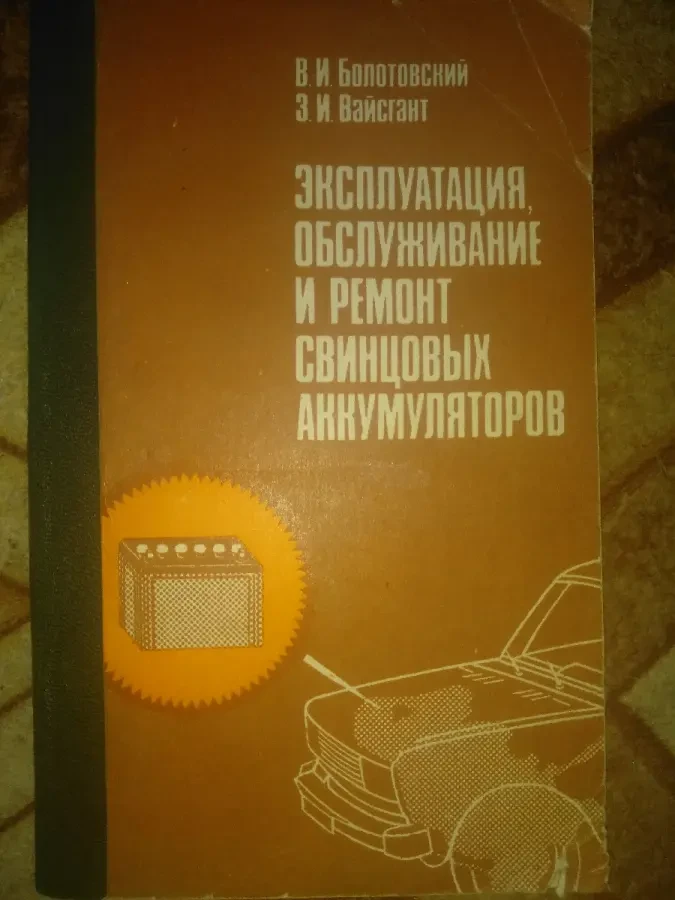 В. И. Болотовский
З. И. Вайсгант
ЭКСПЛУАТАЦИЯ,
ОБСЛУЖИВАНИЕ
И РЕМОНТ
СВИНЦОВЫХ
АККУМУЛЯТОРОВ